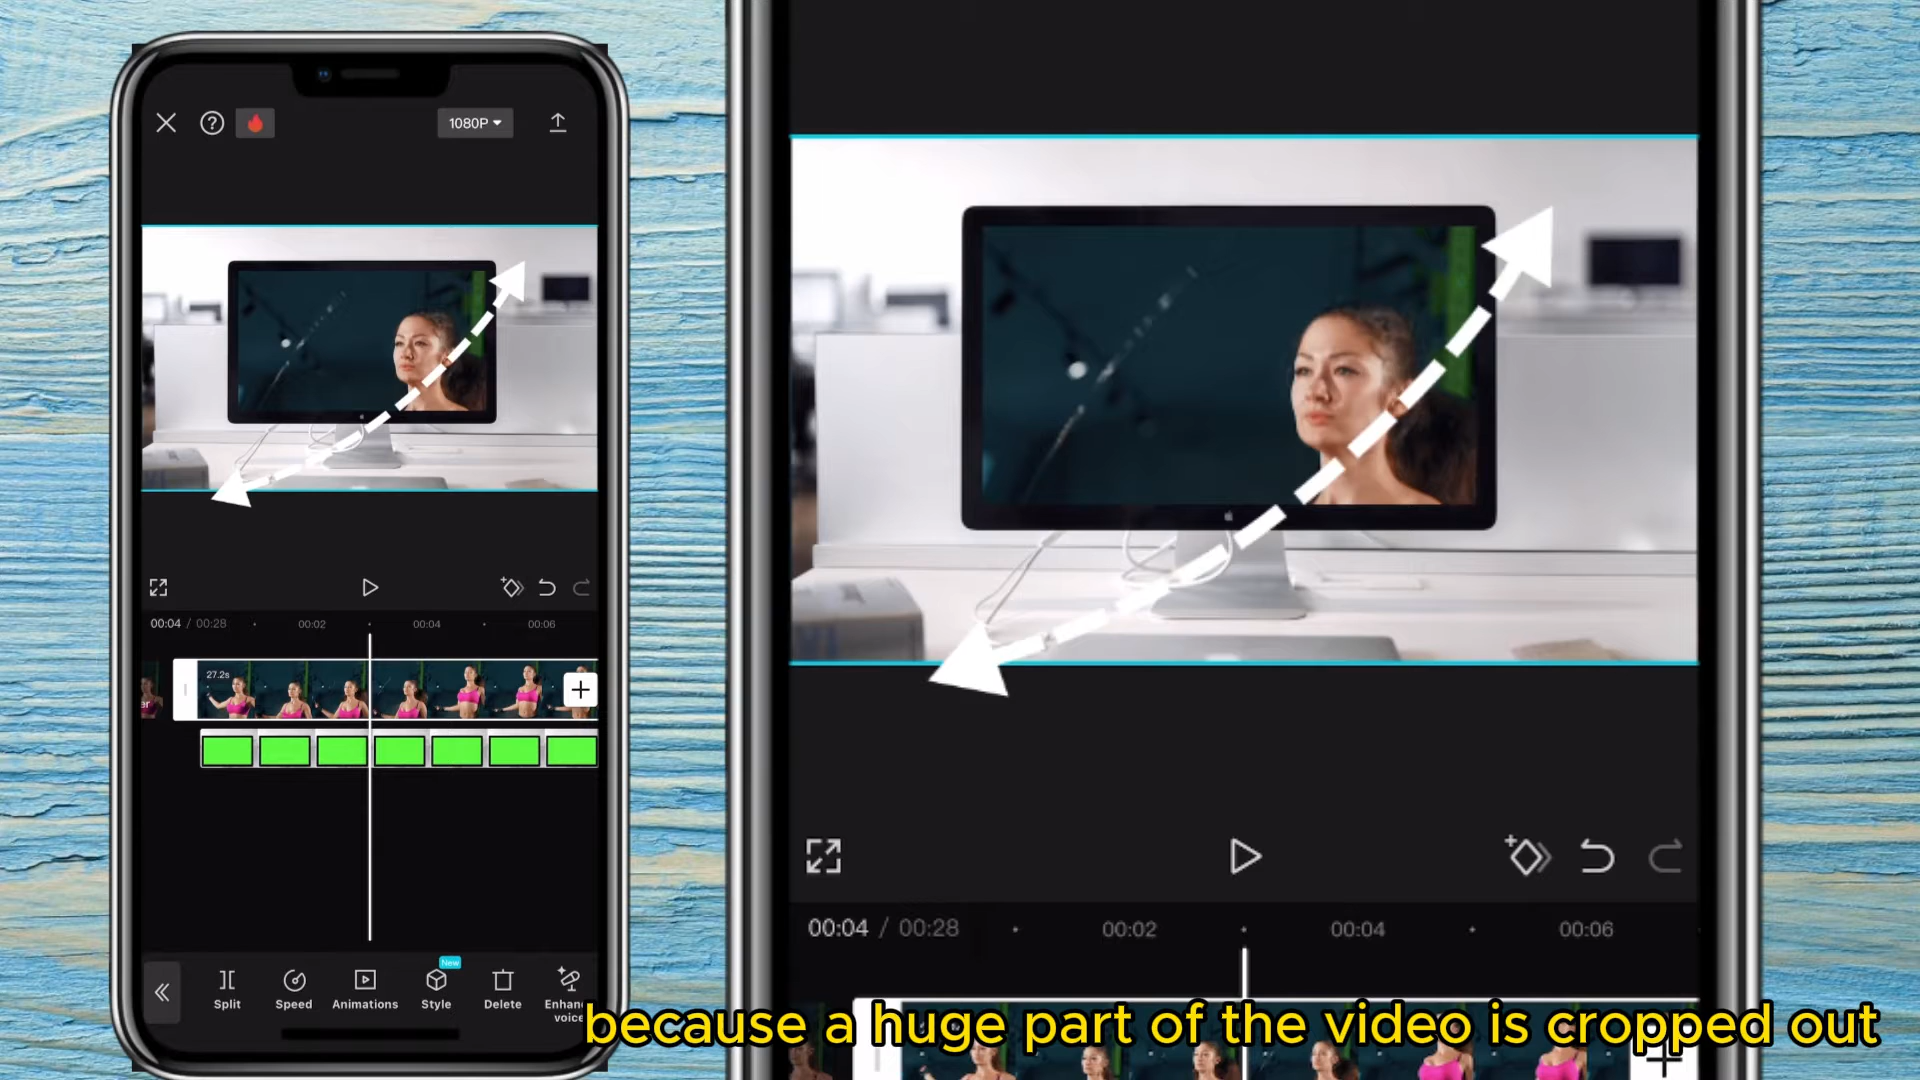 1080P
00:04 / 00:28
00:02
00:04
00:06
27.2s
er
New
Split
Speed
Animations
Style
Delete
Enhan
voice
00:04 / 00:28
00:02
00:04
00:06
because a huge part of the video is cropped out